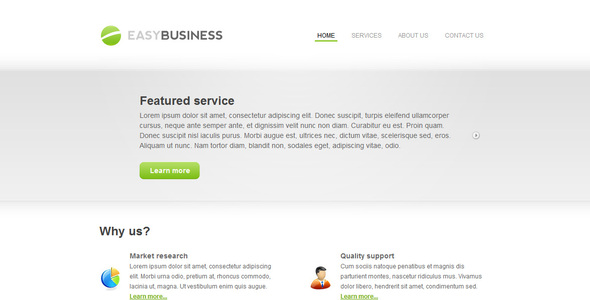 EASYBUSINESS
HOME SERVICES ABOUT US CONTACT US
Featured service
Lorem ipsum dolor sit amet, consectetur adipiscing elit. Donec suscipit, turpis eleifend ullamcorper
cursus, neque ante semper ante, et dignissim velit nunc non diam. Curabitur eu est. Proin quam.
Donec suscipit nisl iaculis purus. Morbi augue est, ultrices nec, dictum vitae, scelerisque sed, eros.
Aliquam ut nunc. Nam tortor diam, blandit non, sodales eget, adipiscing vitae, odio.
Learn more
Why us?
Market research
Lorem ipsum dolor sit amet, consectetur adipiscing
elit. Morbi urna odio, pretium at, rhoncus commodo,
lacinia ut, magna. Ut vestibulum enim quis augue.
Learn more...
Quality support
Cum sociis natoque penatibus et magnis dis
parturient montes, nascetur ridiculus mus. Vivamus
dolor libero, hendrerit sit amet, condimentum sed.
Learn more...